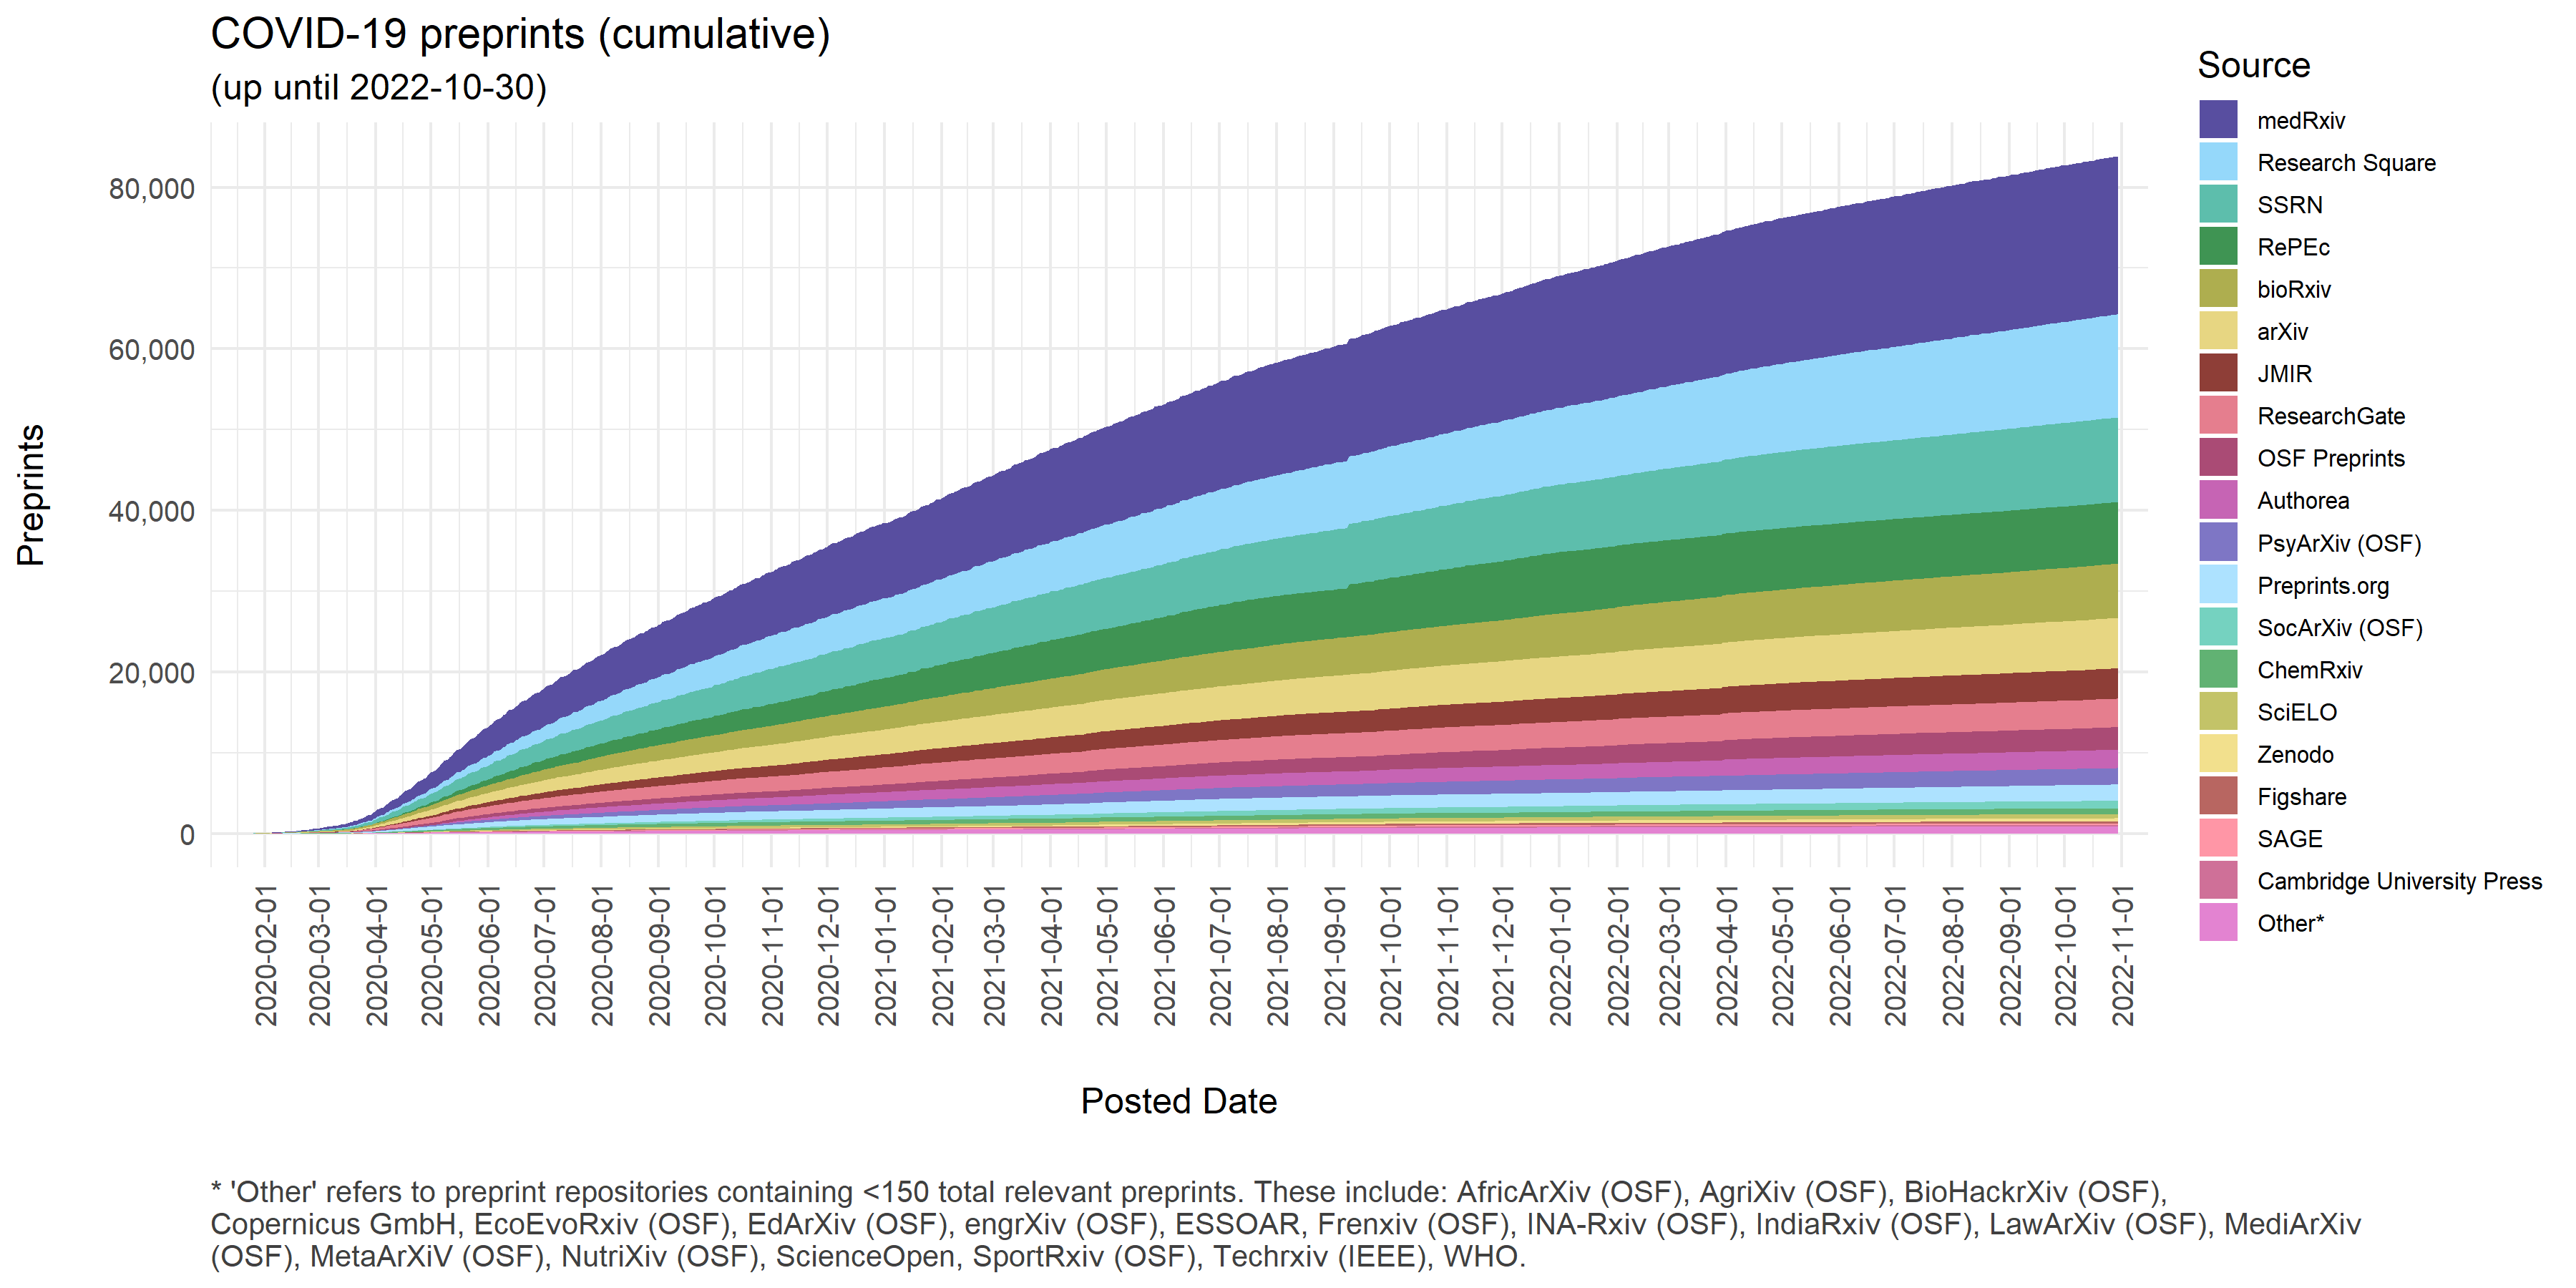 COVID-19 preprints (cumulative)
(up until 2022-10-30)
Source
medRxiv
Research Square
SSRN
RePEc
bioRxiv
arXiv
JMIR
ResearchGate
OSF Preprints
Authorea
PsyArXiv (OSF)
Preprints.org
SocArXiv (OSF)
ChemRxiv
SciELO
Zenodo
Figshare
SAGE
Cambridge University Press
Other*
Preprints
80,000
60,000
40,000
20,000
0
2020-02-01
2020-03-01
2020-04-01
2020-05-01
2020-06-01
2020-07-01
2020-08-01
2020-09-01
2020-10-01
2020-11-01
2020-12-01
2021-01-01
2021-02-01
2021-03-01
2021-04-01
2021-05-01
2021-06-01
2021-07-01
2021-08-01
2021-09-01
2021-10-01
2021-11-01
2021-12-01
2022-01-01
2022-02-01
2022-03-01
2022-04-01
2022-05-01
2022-06-01
2022-07-01
2022-08-01
2022-09-01
2022-10-01
2022-11-01
Posted Date
* 'Other' refers to preprint repositories containing <150 total relevant preprints. These include: AfricArXiv (OSF), AgriXiv (OSF), BioHackrXiv (OSF),
Copernicus GmbH, EcoEvoRxiv (OSF), EdArXiv (OSF), engrXiv (OSF), ESSOAR, Frenxiv (OSF), INA-Rxiv (OSF), IndiaRxiv (OSF), LawArXiv (OSF), MediArXiv
(OSF), MetaArXiV (OSF), NutriXiv (OSF), ScienceOpen, SportRxiv (OSF), Techrxiv (IEEE), WHO.